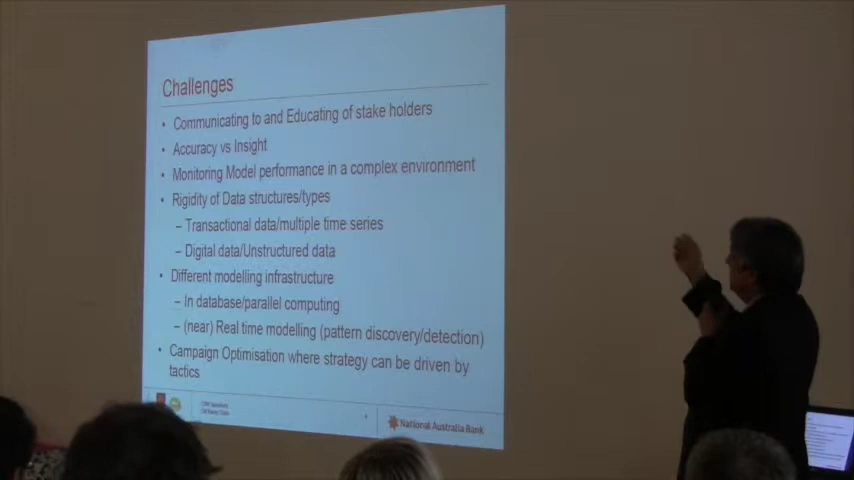 Challenges
• Communicating to and Educating of stake holders
• Accuracy vs Insight
• Monitoring Model performance in a complex environment
• Rigidity of Data structures/types
– Transactional data/multiple time series
– Digital data/Unstructured data
• Different modelling infrastructure
– In database/parallel computing
– (near) Real time modelling (pattern discovery/detection)
• Campaign Optimisation where strategy can be driven by
tactics
National Australia Bank